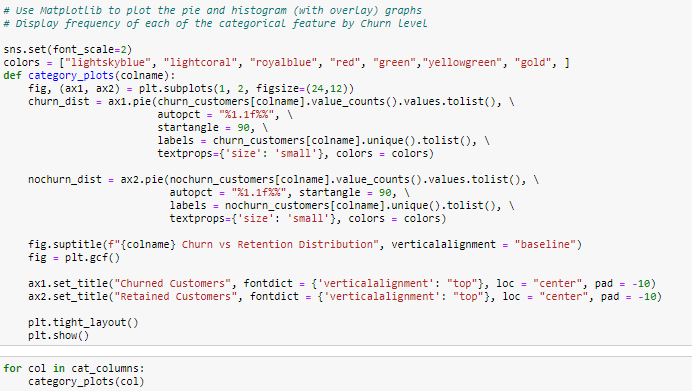 # Use Matplotlib to plot the pie and histogram (with overlay) graphs
# Display frequency of each of the categorical feature by Churn Level
sns.set(font_scale=2)
colors = ["lightskyblue", "lightcoral", "royalblue", "red", "green","yellowgreen", "gold", ]
def category_plots(colname):
    fig, (ax1, ax2) = plt.subplots(1, 2, figsize=(24,12))
    churn_dist = ax1.pie(churn_customers[colname].value_counts().values.tolist(), \
                         autopct = "%1.1f%%", \
                         startangle = 90, \
                         labels = churn_customers[colname].unique().tolist(), \
                         textprops={'size': 'small'}, colors = colors)
    nochurn_dist = ax2.pie(nochurn_customers[colname].value_counts().values.tolist(), \
                           autopct = "%1.1f%%", startangle = 90, \
                           labels = nochurn_customers[colname].unique().tolist(), \
                           textprops={'size': 'small'}, colors = colors)
    fig.suptitle(f"{colname} Churn vs Retention Distribution", verticalalignment = "baseline")
    fig = plt.gcf()
    ax1.set_title("Churned Customers", fontdict = {'verticalalignment': "top"}, loc = "center", pad = -10)
    ax2.set_title("Retained Customers", fontdict = {'verticalalignment': "top"}, loc = "center", pad = -10)
    plt.tight_layout()
    plt.show()
for col in cat_columns:
    category_plots(col)